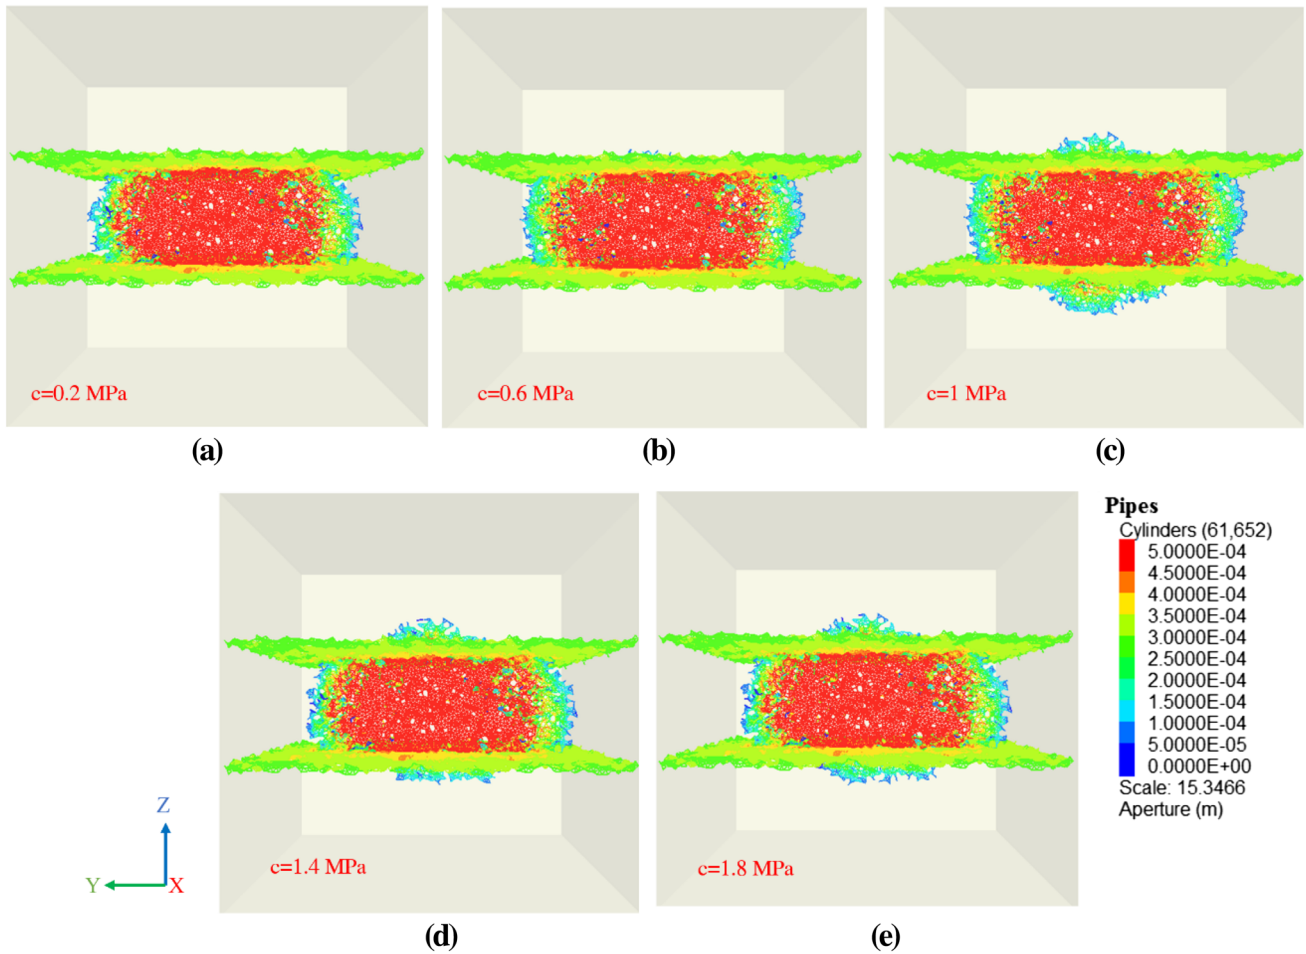 c=0.2 MPa
(a)
c=0.6 MPa
(b)
c=1 MPa
(c)
c=1.4 MPa
(d)
c=1.8 MPa
(e)
Pipes
Cylinders (61,652)
5.0000E-04
4.5000E-04
4.0000E-04
3.5000E-04
3.0000E-04
2.5000E-04
2.0000E-04
1.5000E-04
1.0000E-04
5.0000E-05
0.0000E+00
Scale: 15.3466
Aperture (m)
Z
Y
X